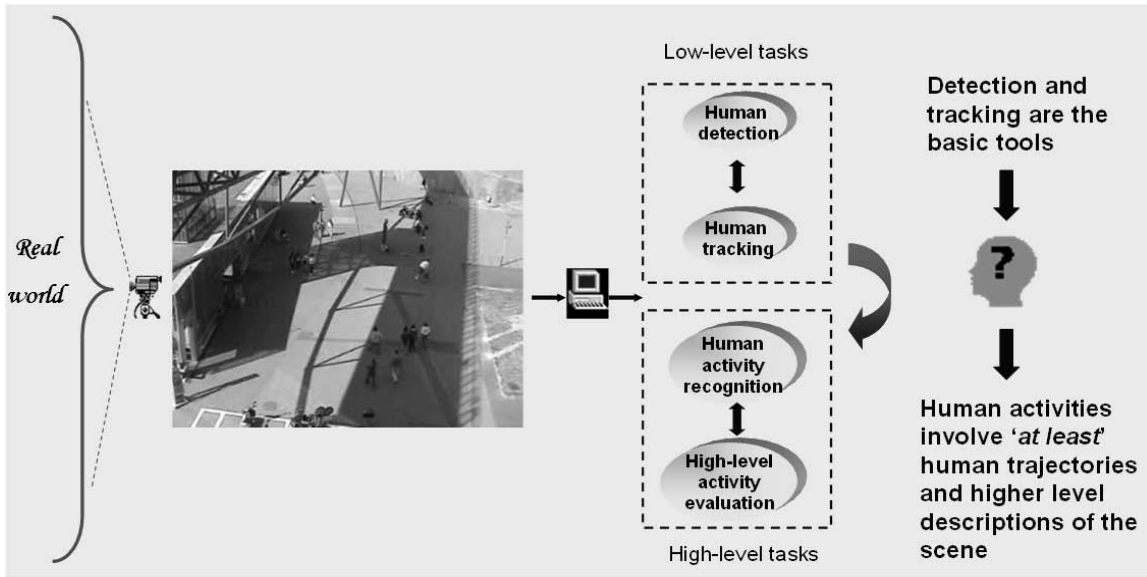 Real
world
Low-level tasks
Human
detection
Human
tracking
Human
activity
recognition
High-level
activity
evaluation
High-level tasks
Detection and
tracking are the
basic tools
?
Human activities
involve ‘at least’
human trajectories
and higher level
descriptions of the
scene